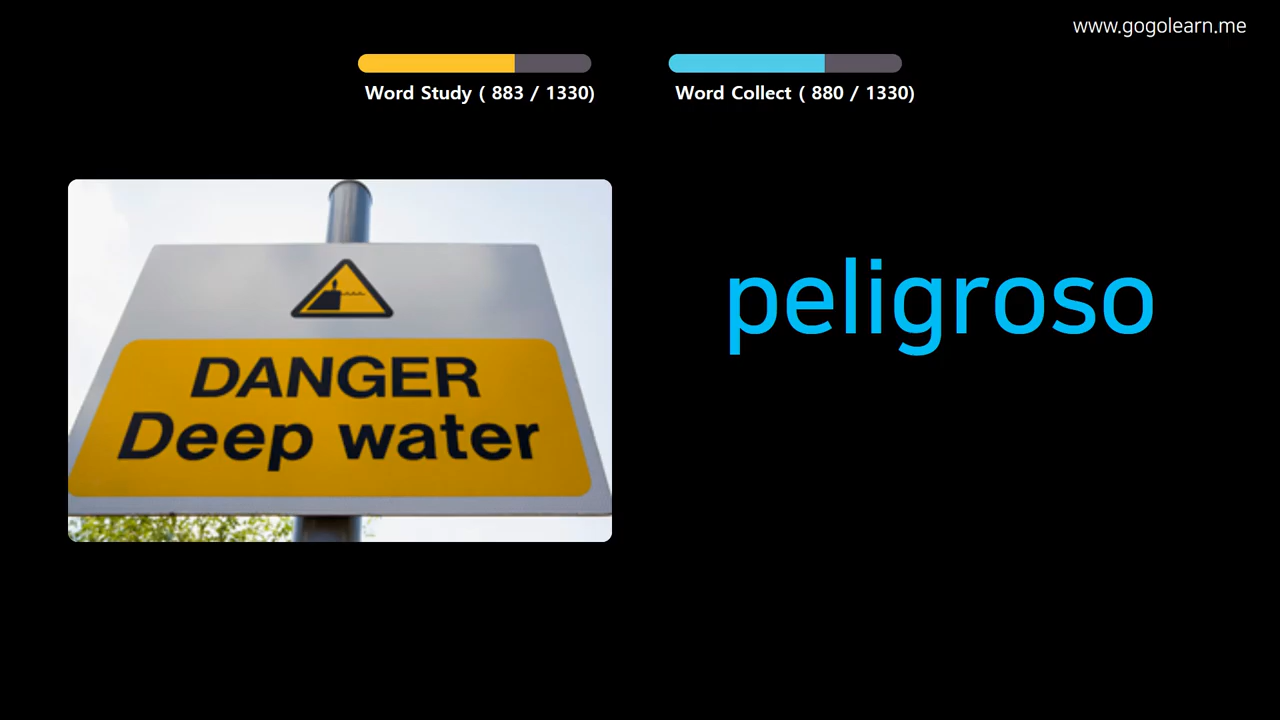 www.gogolearn.me
Word Study ( 883 / 1330)
Word Collect ( 880 / 1330)
DANGER
Deep water
peligroso